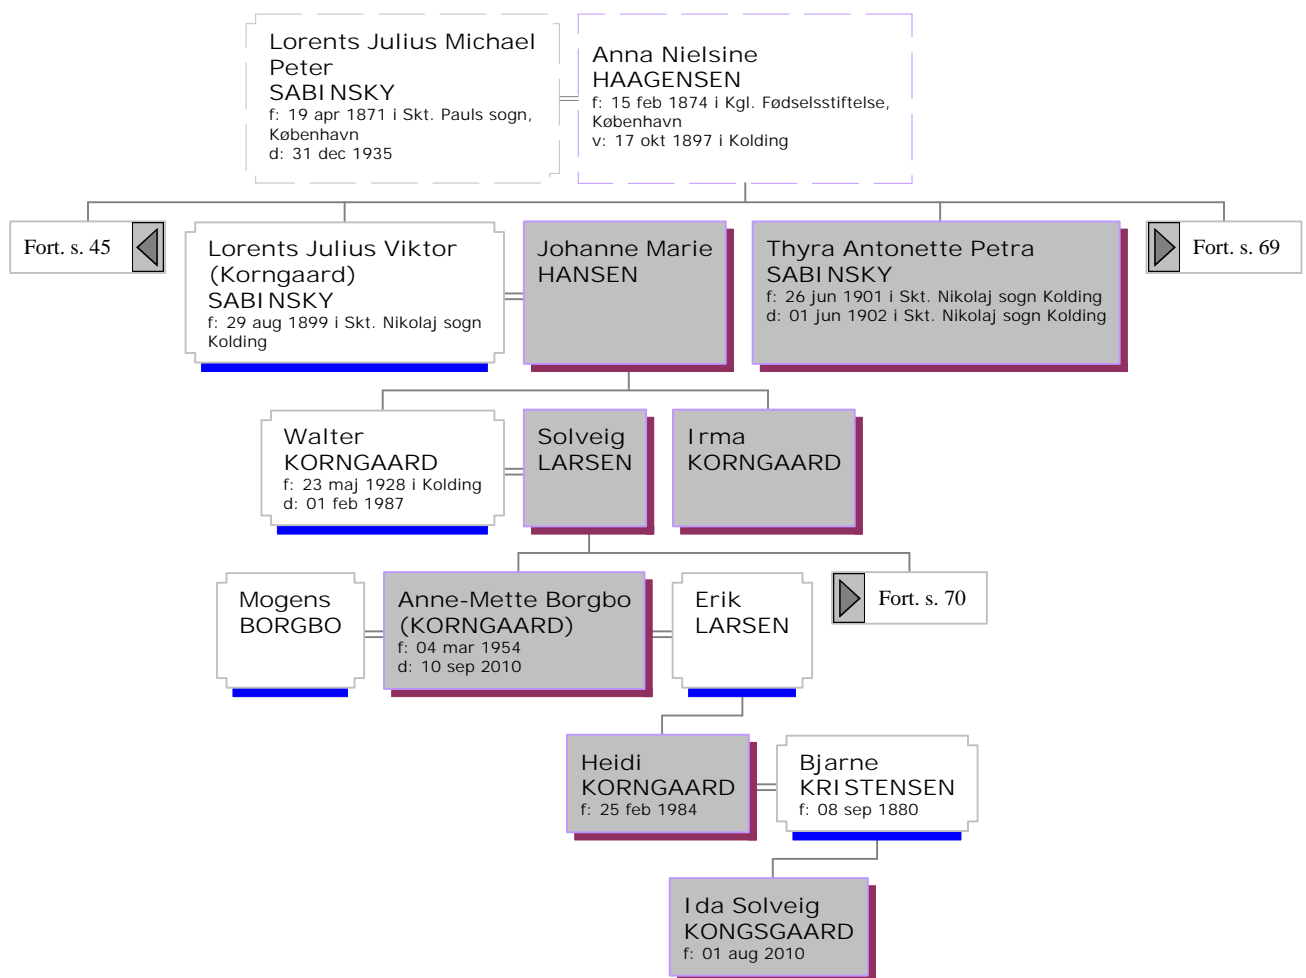 Lorents Julius Michael
Peter
SABINSKY
f: 19 apr 1871 i Skt. Pauls sogn,
København
d: 31 dec 1935
Anna Nielsine
HAAGENSEN
f: 15 feb 1874 i Kgl. Fødselsstiftelse,
København
v: 17 okt 1897 i Kolding
Fort. s. 45
Lorents Julius Viktor
(Korngaard)
SABINSKY
f: 29 aug 1899 i Skt. Nikolaj sogn
Kolding
Johanne Marie
HANSEN
Thyra Antonette Petra
SABINSKY
f: 26 jun 1901 i Skt. Nikolaj sogn Kolding
d: 01 jun 1902 i Skt. Nikolaj sogn Kolding
Fort. s. 69
Walter
KORNGAARD
f: 23 maj 1928 i Kolding
d: 01 feb 1987
Solveig
LARSEN
Irma
KORNGAARD
Mogens
BORGBO
Anne-Mette Borgbo
(KORNGAARD)
f: 04 mar 1954
d: 10 sep 2010
Erik
LARSEN
Fort. s. 70
Heidi
KORNGAARD
f: 25 feb 1984
Bjarne
KRISTENSEN
f: 08 sep 1880
Ida Solveig
KONGSGAARD
f: 01 aug 2010